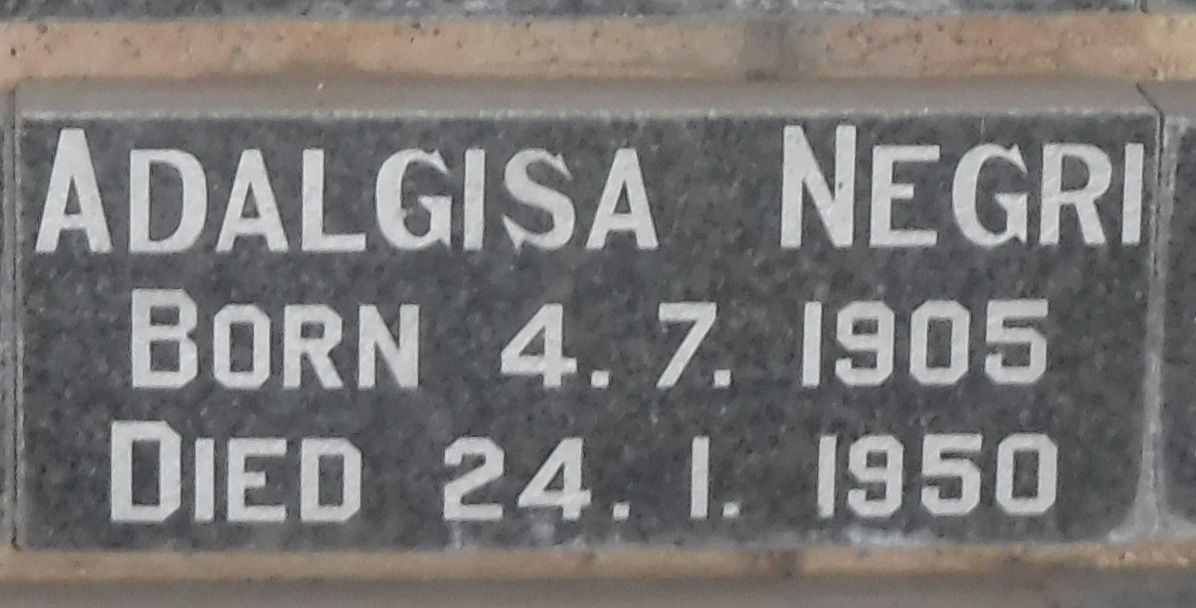 ADALGISA NEGRI
BORN 4. 7. 1905
DIED 24. 1. 1950